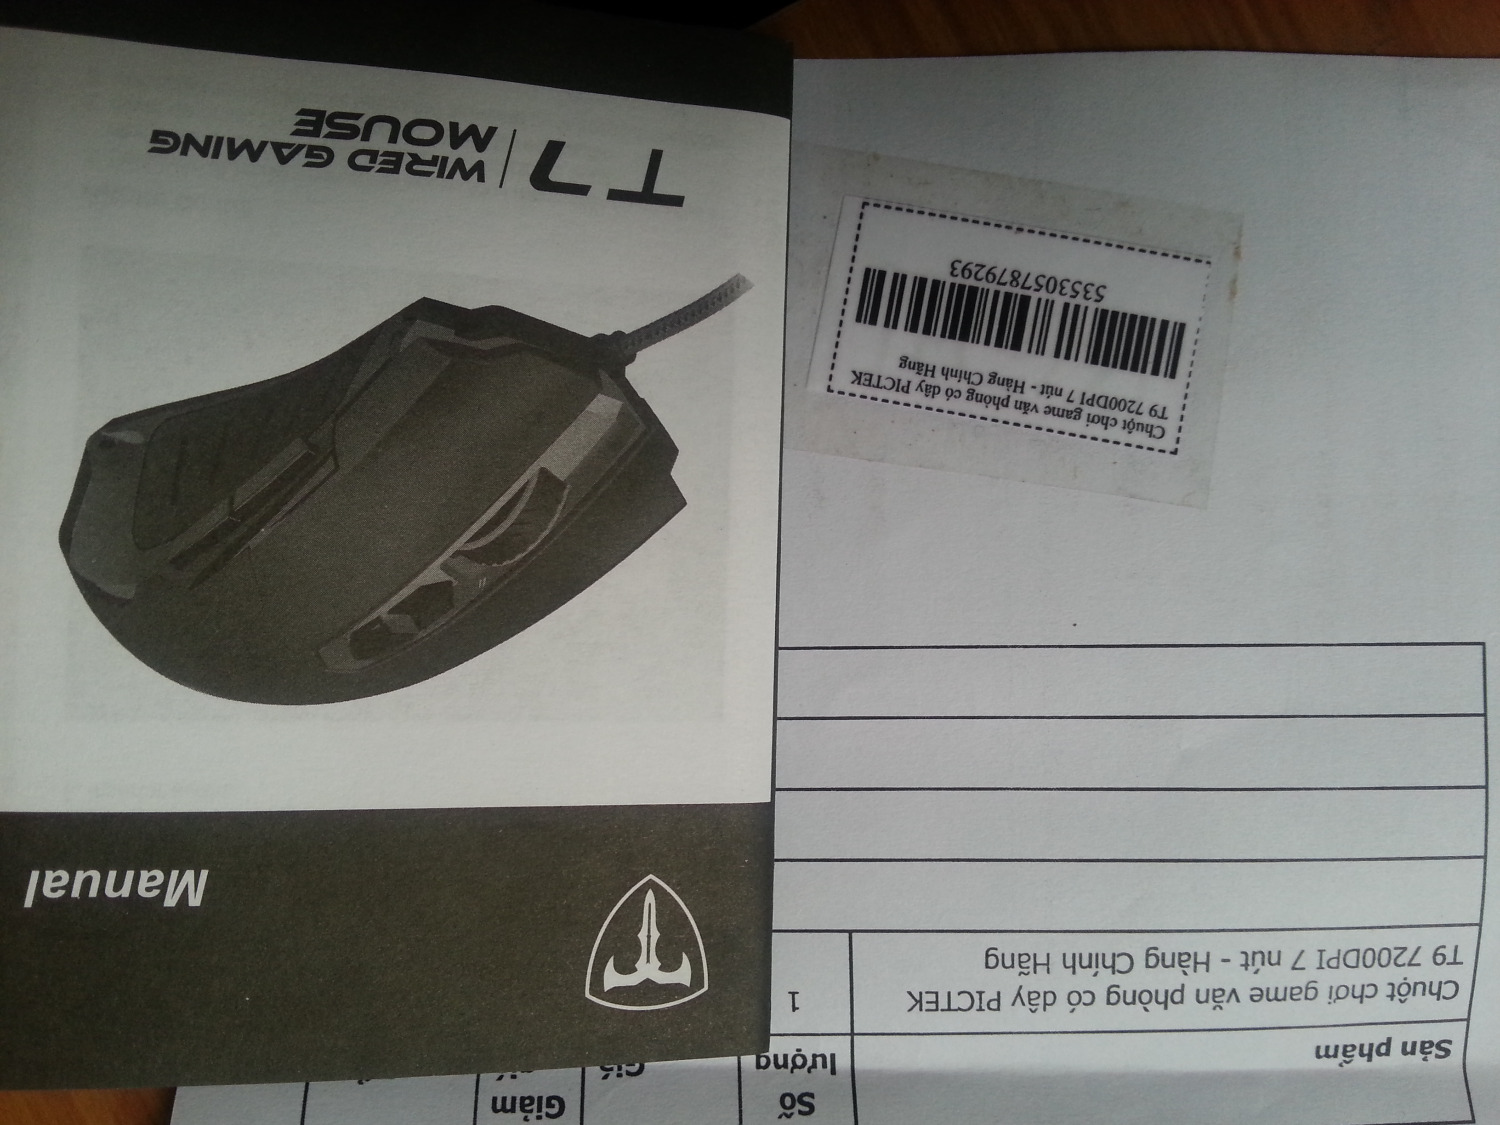 Sản phẩm
Số
lượng
Giá
Giảm
giá
Chuột chơi game văn phòng có dây PICTEK
T9 7200DPI 7 nút - Hàng Chính Hãng
1
Chuột chơi game văn phòng có dây PICTEK
T9 7200DPI 7 nút - Hàng Chính Hãng
5353057879293
Manual
T7
WIRED GAMING
MOUSE